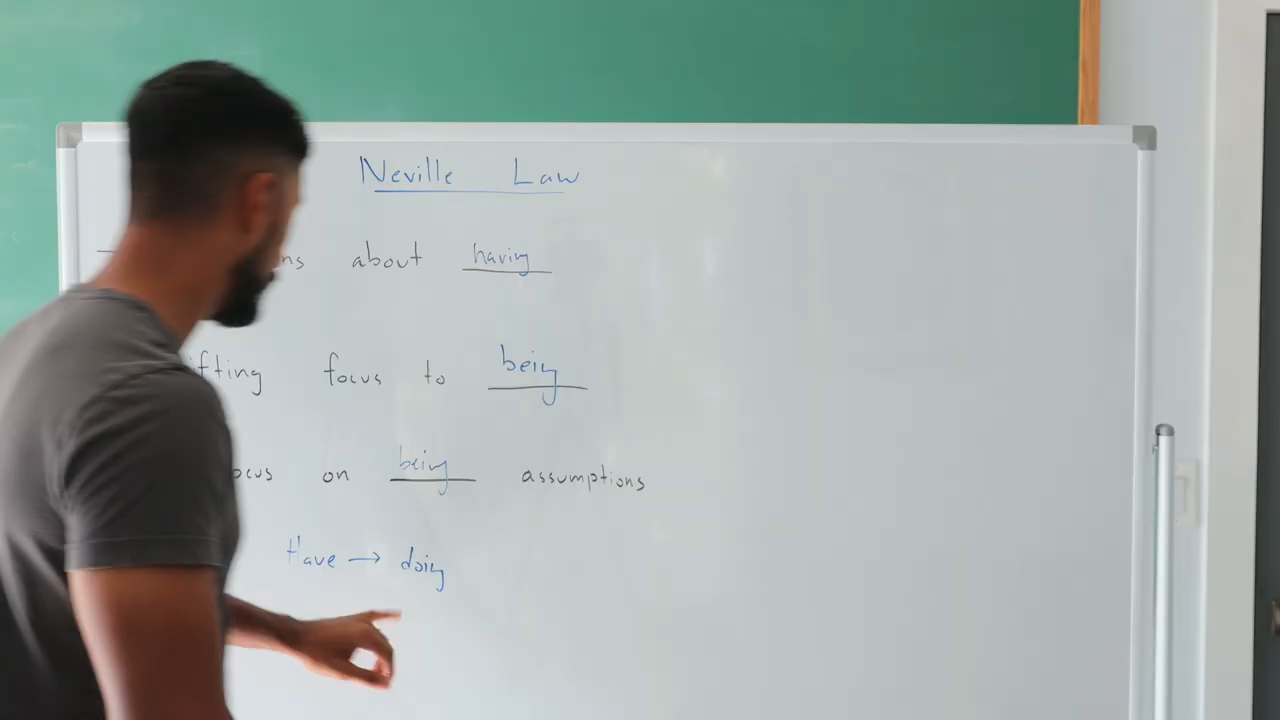 Neville Law
about having
focus to being
on being assumptions
Have → doing